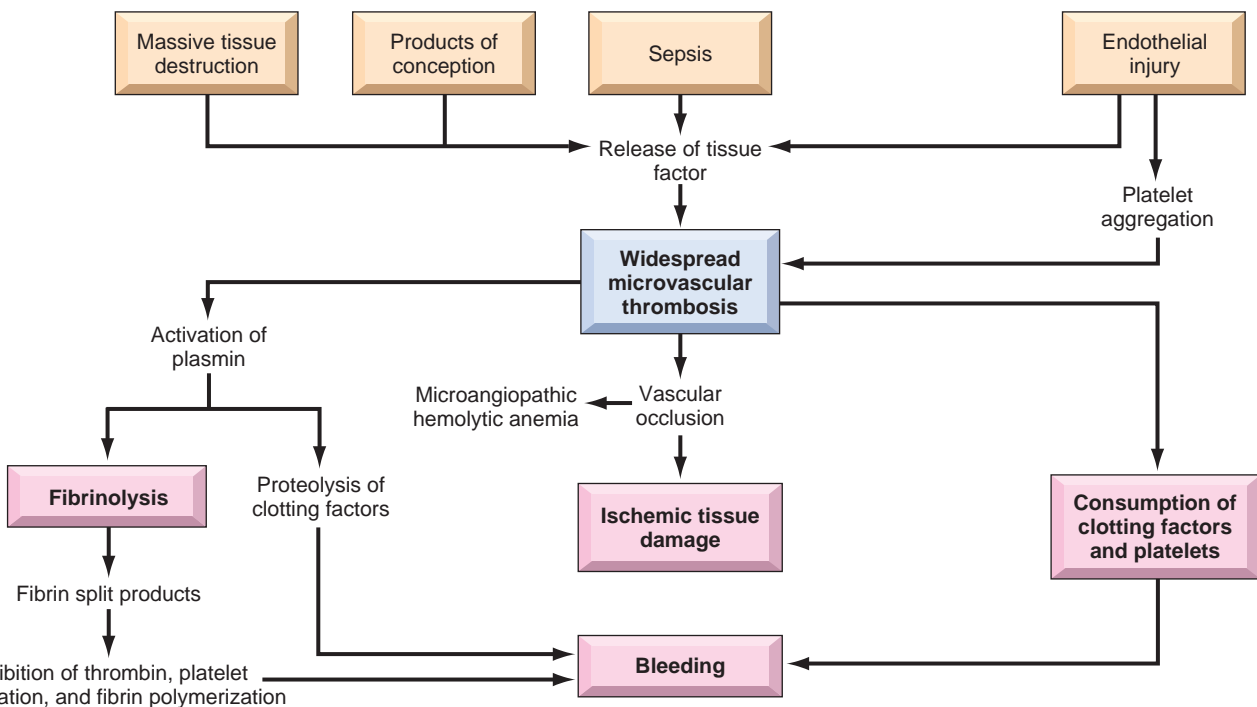 Massive tissue
destruction
Products of
conception
Sepsis
Endothelial
injury
Release of tissue
factor
Platelet
aggregation
Widespread
microvascular
thrombosis
Activation of
plasmin
Microangiopathic
hemolytic anemia
Vascular
occlusion
Fibrinolysis
Proteolysis of
clotting factors
Ischemic tissue
damage
Consumption of
clotting factors
and platelets
Fibrin split products
Bleeding
of thrombin, platelet
and fibrin polymerization